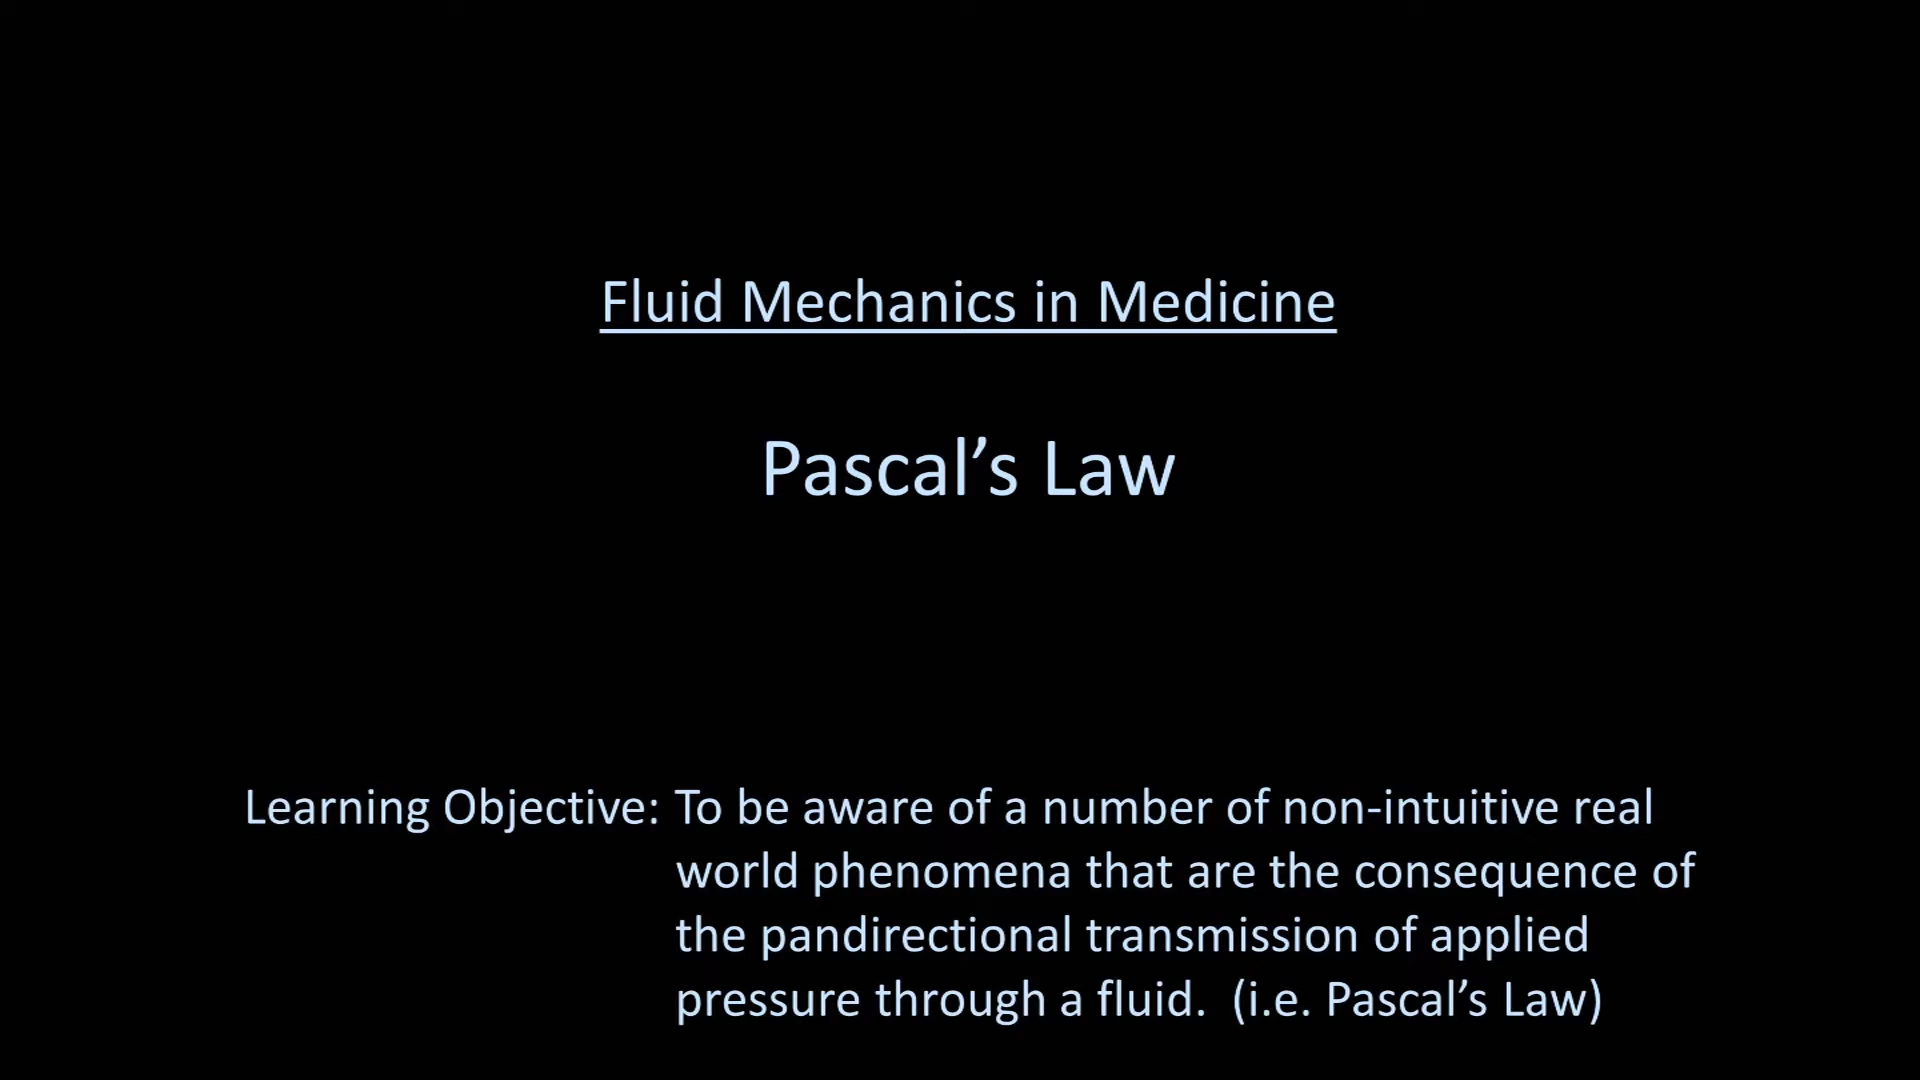 Fluid Mechanics in Medicine
Pascal’s Law
Learning Objective: To be aware of a number of non-intuitive real
world phenomena that are the consequence of
the pandirectional transmission of applied
pressure through a fluid.  (i.e. Pascal’s Law)